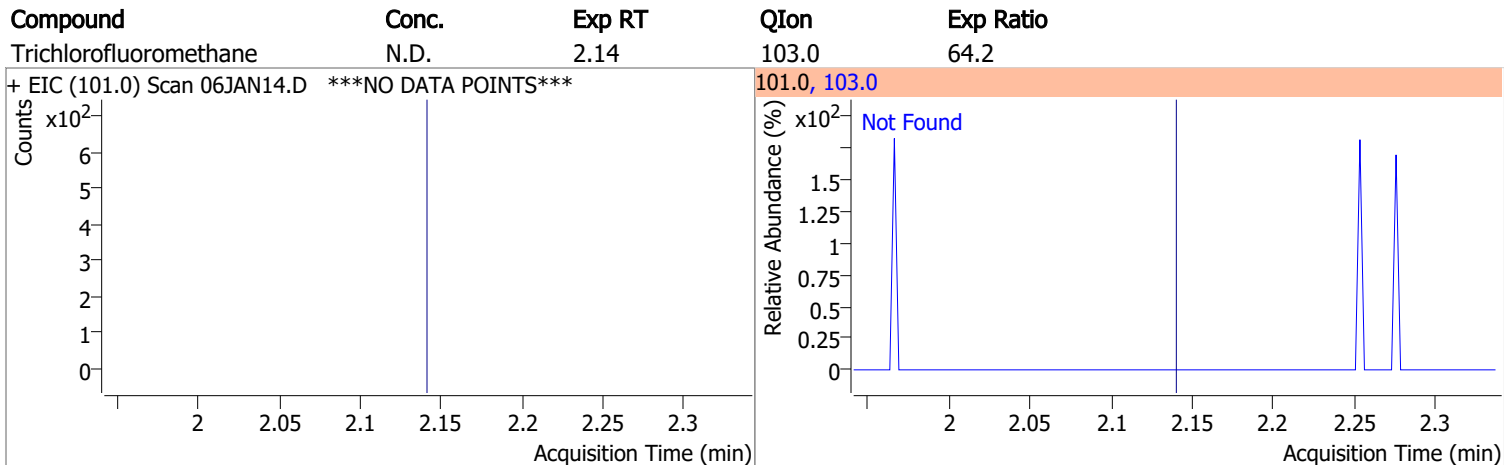 Compound Conc. Exp RT QIon Exp Ratio
Trichlorofluoromethane N.D. 2.14 103.0 64.2
+ EIC (101.0) Scan 06JAN14.D ***NO DATA POINTS***
Counts
x102
6
5
4
3
2
1
0
2 2.05 2.1 2.15 2.2 2.25 2.3
Acquisition Time (min)
101.0, 103.0
Relative Abundance (%)
x102
Not Found
1.5
1.25
1
0.75
0.5
0.25
0
2 2.05 2.1 2.15 2.2 2.25 2.3
Acquisition Time (min)